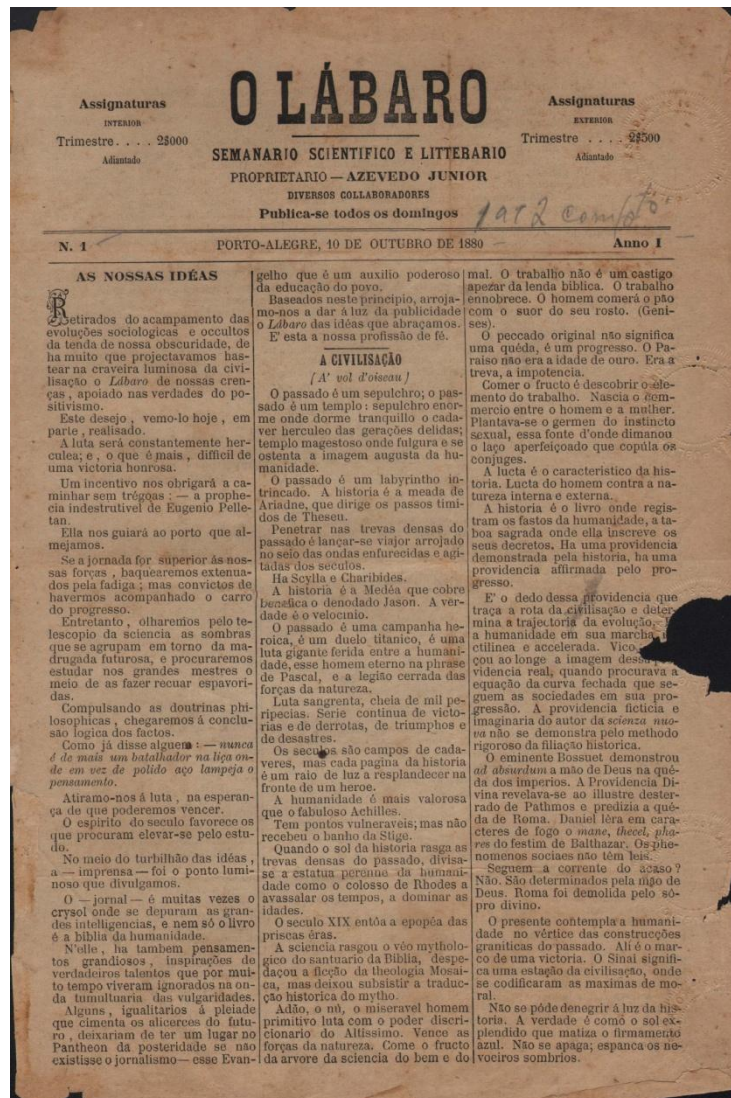 Assignaturas
INTERIOR
Trimestre. . . . 2$000
Adiantado
O LÁBARO
SEMANARIO SCIENTIFICO E LITTERARIO
PROPRIETARIO — AZEVEDO JUNIOR
DIVERSOS COLLABORADORES
Publica-se todos os domingos
Assignaturas
EXTERIOR
Trimestre . . . . 2$500
Adiantado
1 a 12
N. 1
PORTO-ALEGRE, 10 DE OUTUBRO DE 1880
Anno I
AS NOSSAS IDÉAS
Retirados do acampamento das
evoluções sociologicas e occultos
da tenda de nossa obscuridade, de
ha muito que projectavamos has-
tear na craveira luminosa da civi-
lisação o Lábaro de nossas cren-
ças , apoiado nas verdades do po-
sitivismo.
Este desejo , vemo-lo hoje , em
parte , realisado.
A luta será constantemente her-
culea; e , o que é mais , difficil de
uma victoria honrosa.
Um incentivo nos obrigará a ca-
minhar sem trégoas : — a prophe-
cia indestrutivel de Eugenio Pelle-
tan.
Ella nos guiará ao porto que al-
mejamos.
Se a jornada for superior ás nos-
sas forças , baquearemos extenua-
dos pela fadiga ; mas convictos de
havermos acompanhado o carro
do progresso.
Entretanto , olharemos pelo te-
lescopio da sciencia as sombras
que se agrupam em torno da ma-
drugada futurosa, e procuraremos
estudar nos grandes mestres o
meio de as fazer recuar espavori-
das.
Compulsando as doutrinas phi-
losophicas , chegaremos á conclu-
são logica dos factos.
Como já disse alguem : — nunca
é de mais um batalhador na liça on-
de em vez de polido aço lampeja o
pensamento.
Atiramo-nos á luta , na esperan-
ça de que poderemos vencer.
O espirito do seculo favorece os
que procuram elevar-se pelo estu-
do.
No meio do turbilhão das idéas ,
a — imprensa — foi o ponto lumi-
noso que divulgamos.
O — jornal — é muitas vezes o
crysol onde se depuram as gran-
des intelligencias, e nem só o livro
é a biblia da humanidade.
N'elle , ha tambem pensamen-
tos grandiosos , inspirações de
verdadeiros talentos que por mui-
to tempo viveram ignorados na on-
da tumultuaria das vulgaridades.
Alguns , igualitarios á pleiade
que cimenta os alicerces do futu-
ro , deixariam de ter um lugar no
Pantheon da posteridade se não
existisse o jornalismo — esse Evan-
gelho que é um auxilio poderoso
da educação do povo.
Baseados neste principio, arroja-
mo-nos a dar á luz da publicidade
o Lábaro das idéas que abraçamos.
E' esta a nossa profissão de fé.
A CIVILISAÇÃO
(A' vol d'oiseau)
O passado é um sepulchro; o pas-
sado é um templo : sepulchro enor-
me onde dorme tranquillo o cada-
ver herculeo das gerações delidas;
templo magestoso onde fulgura e se
ostenta a imagem augusta da hu-
manidade.
O passado é um labyrintho in-
trincado. A historia é a meada de
Ariadne, que dirige os passos timi-
dos de Theseu.
Penetrar nas trevas densas do
passado é lançar-se viajor arrojado
no seio das ondas enfurecidas e agi-
tadas dos seculos.
Ha Scylla e Charibides.
A historia é a Medéa que cobre
benefica o denodado Jason. A ver-
dade é o velocinio.
O passado é uma campanha he-
roica, é um duelo titanico, é uma
luta gigante ferida entre a humani-
dade, esse homem eterno na phrase
de Pascal, e a legião cerrada das
forças da natureza.
Luta sangrenta, cheia de mil pe-
ripecias. Serie continua de victo-
rias e de derrotas, de triumphos e
de desastres.
Os seculos são campos de cada-
veres, mas cada pagina da historia
é um raio de luz a resplandecer na
fronte de um heroe.
A humanidade é mais valorosa
que o fabuloso Achilles.
Tem pontos vulneraveis; mas não
recebeu o banho da Stige.
Quando o sol da historia rasga as
trevas densas do passado, divisa-
se a estatua perenne da humani-
dade como o colosso de Rhodes a
avassalar os tempos, a dominar as
idades.
O seculo XIX entôa a epopéa das
priscas éras.
A sciencia rasgou o véo mytholo-
gico do santuario da Biblia, despe-
daçou a ficção da theologia Mosai-
ca, mas deixou subsistir a traduc-
ção historica do mytho.
Adão, o nú, o miseravel homem
primitivo luta com o poder discri-
cionario do Altissimo. Vence as
forças da natureza. Come o fructo
da arvore da sciencia do bem e do
mal. O trabalho não é um castigo
apezar da lenda biblica. O trabalho
ennobrece. O homem comerá o pão
com o suor do seu rosto. (Geni-
ses).
O peccado original não significa
uma quéda, é um progresso. O Pa-
raiso não era a idade de ouro. Era a
treva, a impotencia.
Comer o fructo é descobrir o ele-
mento do trabalho. Nascia o com-
mercio entre o homem e a mulher.
Plantava-se o germen do instincto
sexual, essa fonte d'onde dimanou
o laço aperfeiçoado que copúla os
conjuges.
A lucta é o caracteristico da his-
toria. Lucta do homem contra a na-
tureza interna e externa.
A historia é o livro onde regis-
tram os fastos da humanidade, a ta-
boa sagrada onde ella inscreve os
seus decretos. Ha uma providencia
demonstrada pela historia, ha uma
providencia affirmada pelo pro-
gresso.
E' o dedo dessa providencia que
traça a rota da civilisação e deter-
mina a trajectoria da evolução.
a humanidade em sua marcha
ctilinea e accelerada. Vico
çou ao longe a imagem dessa
videncia real, quando procurava a
equação da curva fechada que se-
guem as sociedades em sua pro-
gressão. A providencia ficticia e
imaginaria do autor da scienza nuo-
va não se demonstra pelo methodo
rigoroso da filiação historica.
O eminente Bossuet demonstrou
ad absurdum a mão de Deus na qué-
da dos imperios. A Providencia Di-
vina revelava-se ao illustre dester-
rado de Pathmos e predizia a qué-
da de Roma. Daniel lêra em cara-
cteres de fogo o mane, thecel, pha-
res do festim de Balthazar. Os phe-
nomenos sociaes não têm leis.
Seguem a corrente do acaso ?
Não. São determinados pela mão de
Deus. Roma foi demolida pelo sô-
pro divino.
O presente contempla a humani-
dade no vértice das construcções
graniticas do passado. Ali é o mar-
co de uma victoria. O Sinai signifi-
ca uma estação da civilisação, onde
se codificaram as maximas de mo-
ral.
Não se póde denegrir á luz da his-
toria. A verdade é como o sol ex-
plendido que matiza o firmamento
azul. Não se apaga; espanca os ne-
voeiros sombrios.